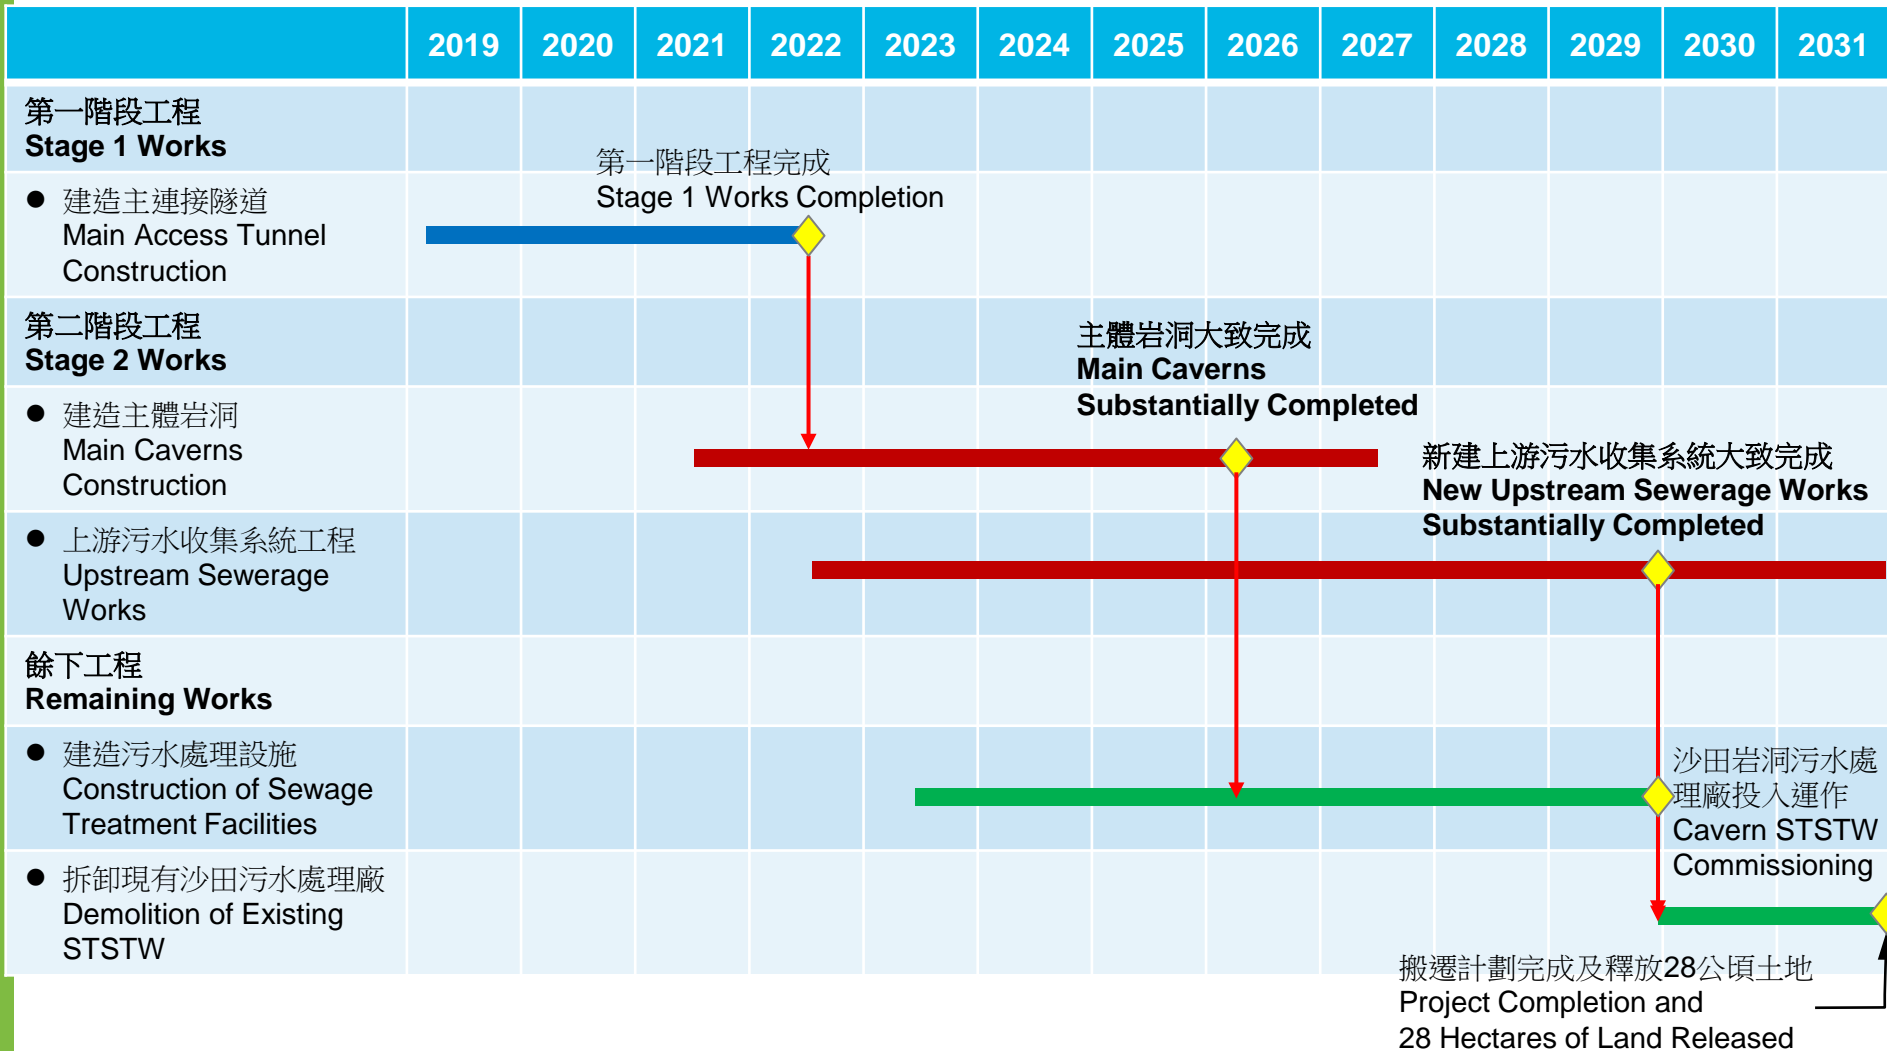 2019 2020 2021 2022 2023 2024 2025 2026 2027 2028 2029 2030 2031
第一階段工程
Stage 1 Works
第一階段工程完成
Stage 1 Works Completion
● 建造主連接隧道
Main Access Tunnel
Construction
第二階段工程
Stage 2 Works
主體岩洞大致完成
Main Caverns
Substantially Completed
● 建造主體岩洞
Main Caverns
Construction
新建上游污水收集系統大致完成
New Upstream Sewerage Works
Substantially Completed
● 上游污水收集系統工程
Upstream Sewerage
Works
餘下工程
Remaining Works
● 建造污水處理設施
Construction of Sewage
Treatment Facilities
沙田岩洞污水處
理廠投入運作
Cavern STSTW
Commissioning
● 拆卸現有沙田污水處理廠
Demolition of Existing
STSTW
搬遷計劃完成及釋放28公頃土地
Project Completion and
28 Hectares of Land Released